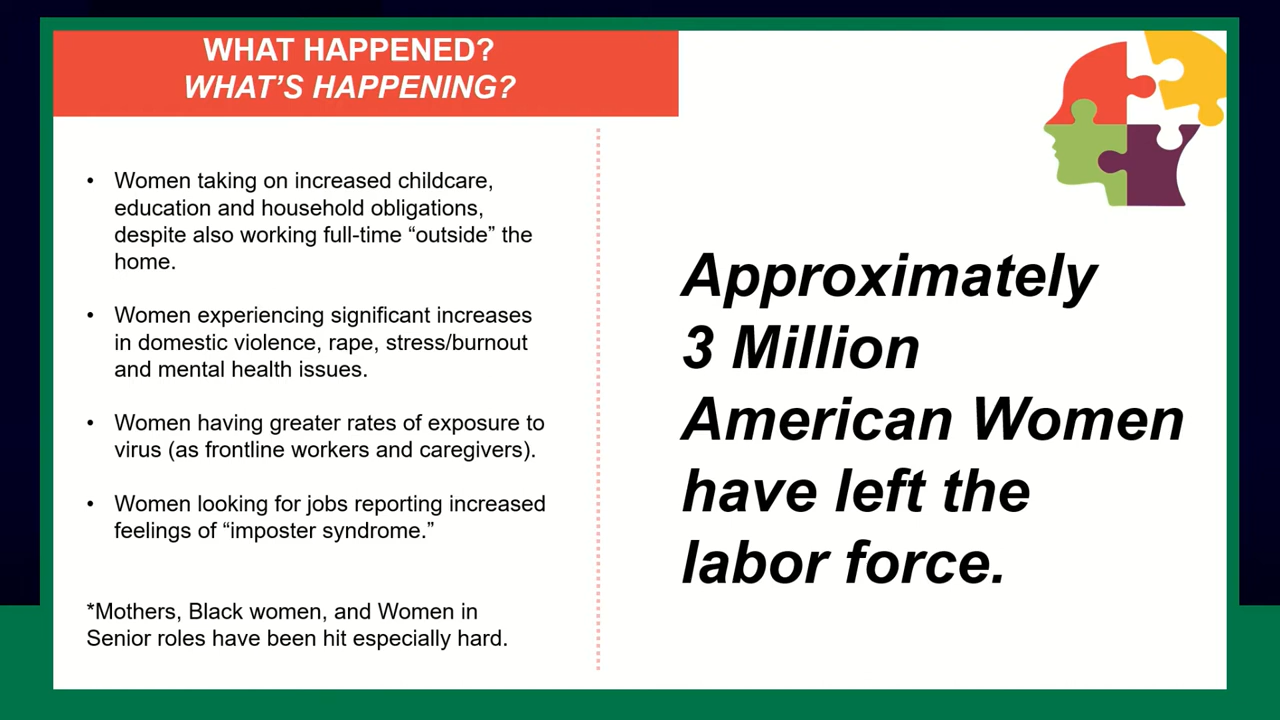 WHAT HAPPENED?
WHAT'S HAPPENING?
• Women taking on increased childcare,
education and household obligations,
despite also working full-time “outside” the
home.
• Women experiencing significant increases
in domestic violence, rape, stress/burnout
and mental health issues.
• Women having greater rates of exposure to
virus (as frontline workers and caregivers).
• Women looking for jobs reporting increased
feelings of “imposter syndrome.”
*Mothers, Black women, and Women in
Senior roles have been hit especially hard.
Approximately
3 Million
American Women
have left the
labor force.